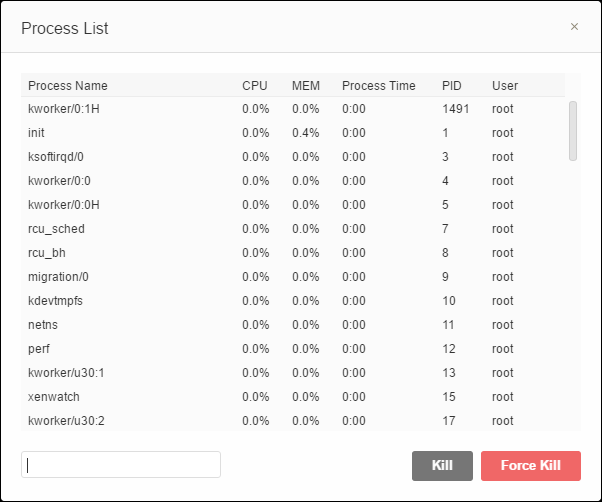 Process List ×
Process Name CPU MEM Process Time PID User
kworker/0:1H 0.0% 0.0% 0:00 1491 root
init 0.0% 0.4% 0:00 1 root
ksoftirqd/0 0.0% 0.0% 0:00 3 root
kworker/0:0 0.0% 0.0% 0:00 4 root
kworker/0:0H 0.0% 0.0% 0:00 5 root
rcu_sched 0.0% 0.0% 0:00 7 root
rcu_bh 0.0% 0.0% 0:00 8 root
migration/0 0.0% 0.0% 0:00 9 root
kdevtmpfs 0.0% 0.0% 0:00 10 root
netns 0.0% 0.0% 0:00 11 root
perf 0.0% 0.0% 0:00 12 root
kworker/u30:1 0.0% 0.0% 0:00 13 root
xenwatch 0.0% 0.0% 0:00 15 root
kworker/u30:2 0.0% 0.0% 0:00 17 root
Kill Force Kill